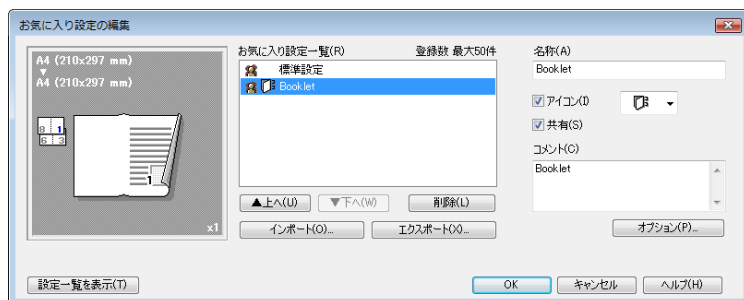 お気に入り設定の編集
A4 (210x297 mm)
A4 (210x297 mm)
8 1
6 3
1
x1
お気に入り設定一覧(R) 登録数 最大50件
標準設定
Booklet
▲上へ(U) ▼下へ(W) 削除(L)
インポート(O)... エクスポート(X)...
名称(A)
Booklet
アイコン(I)
共有(S)
コメント(C)
Booklet
オプション(P)...
設定一覧を表示(T)
OK キャンセル ヘルプ(H)